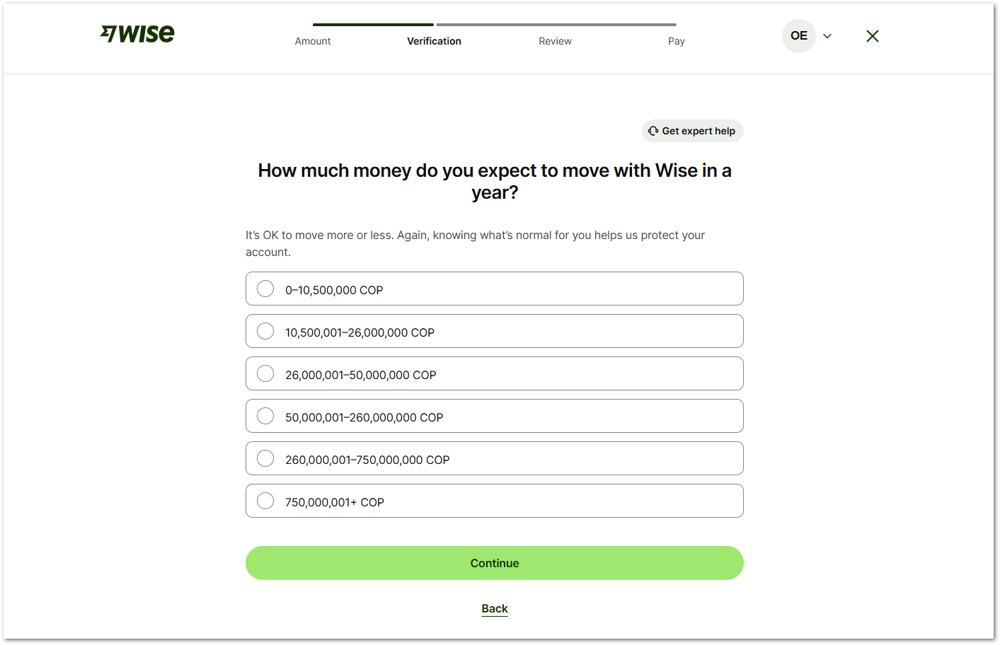 WISE
Amount
Verification
Review
Pay
OE
Get expert help
How much money do you expect to move with Wise in a
year?
It’s OK to move more or less. Again, knowing what’s normal for you helps us protect your
account.
0–10,500,000 COP
10,500,001–26,000,000 COP
26,000,001–50,000,000 COP
50,000,001–260,000,000 COP
260,000,001–750,000,000 COP
750,000,001+ COP
Continue
Back